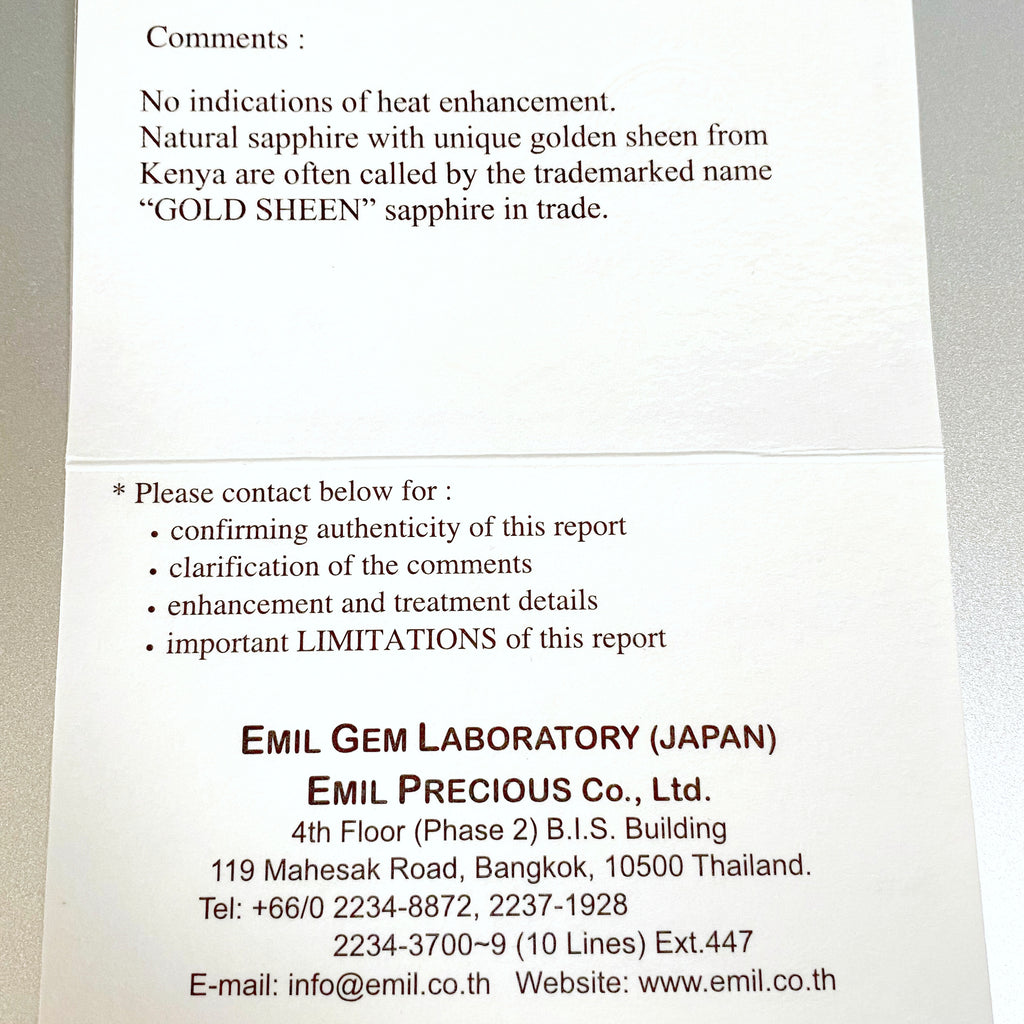 Comments :
No indications of heat enhancement.
Natural sapphire with unique golden sheen from
Kenya are often called by the trademarked name
“GOLD SHEEN” sapphire in trade.
* Please contact below for :
• confirming authenticity of this report
• clarification of the comments
• enhancement and treatment details
• important LIMITATIONS of this report
EMIL GEM LABORATORY (JAPAN)
EMIL PRECIOUS Co., Ltd.
4th Floor (Phase 2) B.I.S. Building
119 Mahesak Road, Bangkok, 10500 Thailand.
Tel: +66/0 2234-8872, 2237-1928
2234-3700~9 (10 Lines) Ext.447
E-mail: info@emil.co.th Website: www.emil.co.th